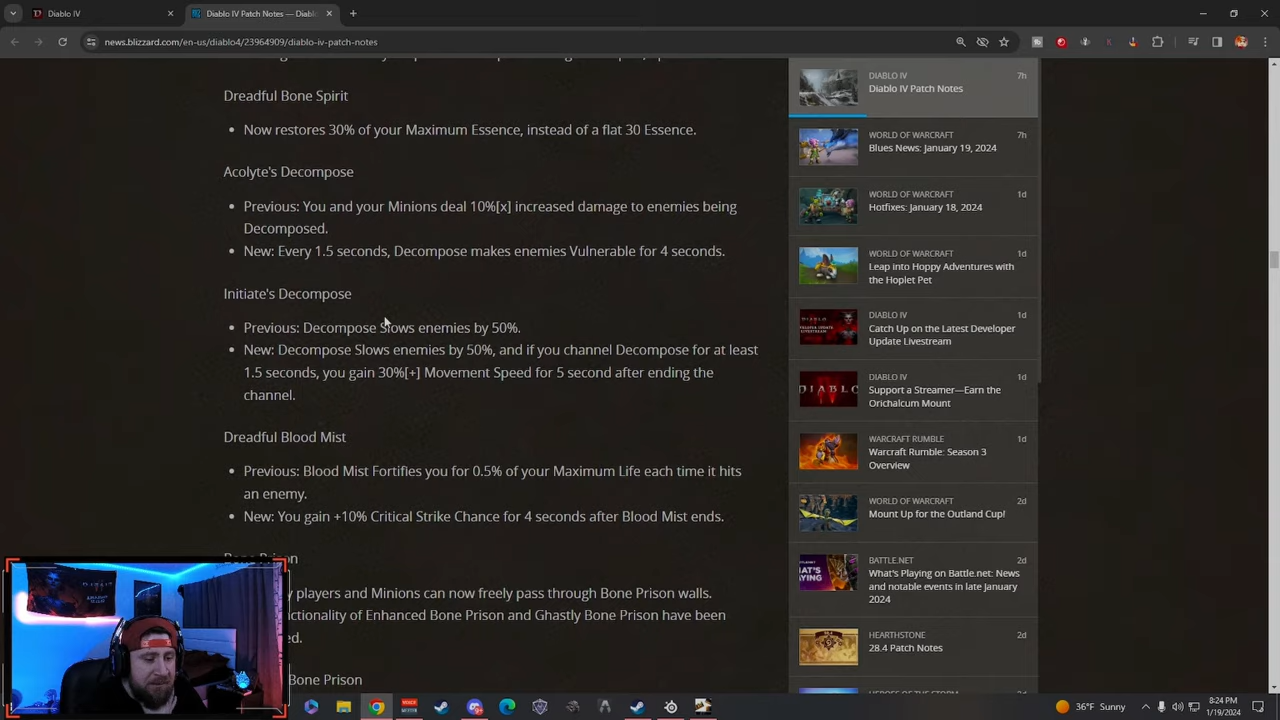 Diablo IV
Diablo IV Patch Notes — Diabl
news.blizzard.com/en-us/diablo4/23964909/diablo-iv-patch-notes
Dreadful Bone Spirit
Now restores 30% of your Maximum Essence, instead of a flat 30 Essence.
Acolyte's Decompose
Previous: You and your Minions deal 10%[x] increased damage to enemies being
Decomposed.
New: Every 1.5 seconds, Decompose makes enemies Vulnerable for 4 seconds.
Initiate's Decompose
Previous: Decompose Slows enemies by 50%.
New: Decompose Slows enemies by 50%, and if you channel Decompose for at least
1.5 seconds, you gain 30%[+] Movement Speed for 5 second after ending the
channel.
Dreadful Blood Mist
Previous: Blood Mist Fortifies you for 0.5% of your Maximum Life each time it hits
an enemy.
New: You gain +10% Critical Strike Chance for 4 seconds after Blood Mist ends.
Bone Prison
players and Minions can now freely pass through Bone Prison walls.
ctionality of Enhanced Bone Prison and Ghastly Bone Prison have been
ed.
Bone Prison
DIABLO IV 7h
Diablo IV Patch Notes
WORLD OF WARCRAFT 7h
Blues News: January 19, 2024
WORLD OF WARCRAFT 1d
Hotfixes: January 18, 2024
WORLD OF WARCRAFT 1d
Leap into Hoppy Adventures with
the Hoplet Pet
DIABLO IV 1d
Catch Up on the Latest Developer
Update Livestream
DIABLO IV 1d
Support a Streamer—Earn the
Orichalcum Mount
WARCRAFT RUMBLE 1d
Warcraft Rumble: Season 3
Overview
WORLD OF WARCRAFT 2d
Mount Up for the Outland Cup!
BATTLE.NET 2d
What's Playing on Battle.net: News
and notable events in late January
2024
HEARTHSTONE 2d
28.4 Patch Notes
36°F Sunny
8:24 PM
1/19/2024